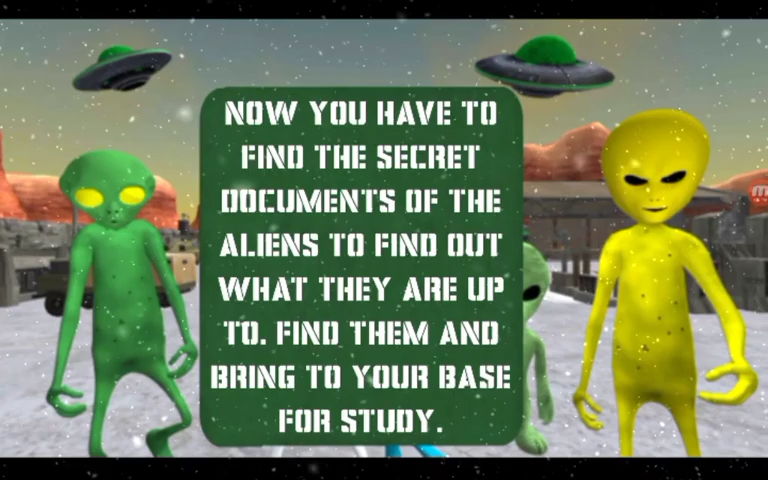 NOW YOU HAVE TO
FIND THE SECRET
DOCUMENTS OF THE
ALIENS TO FIND OUT
WHAT THEY ARE UP
TO. FIND THEM AND
BRING TO YOUR BASE
FOR STUDY.